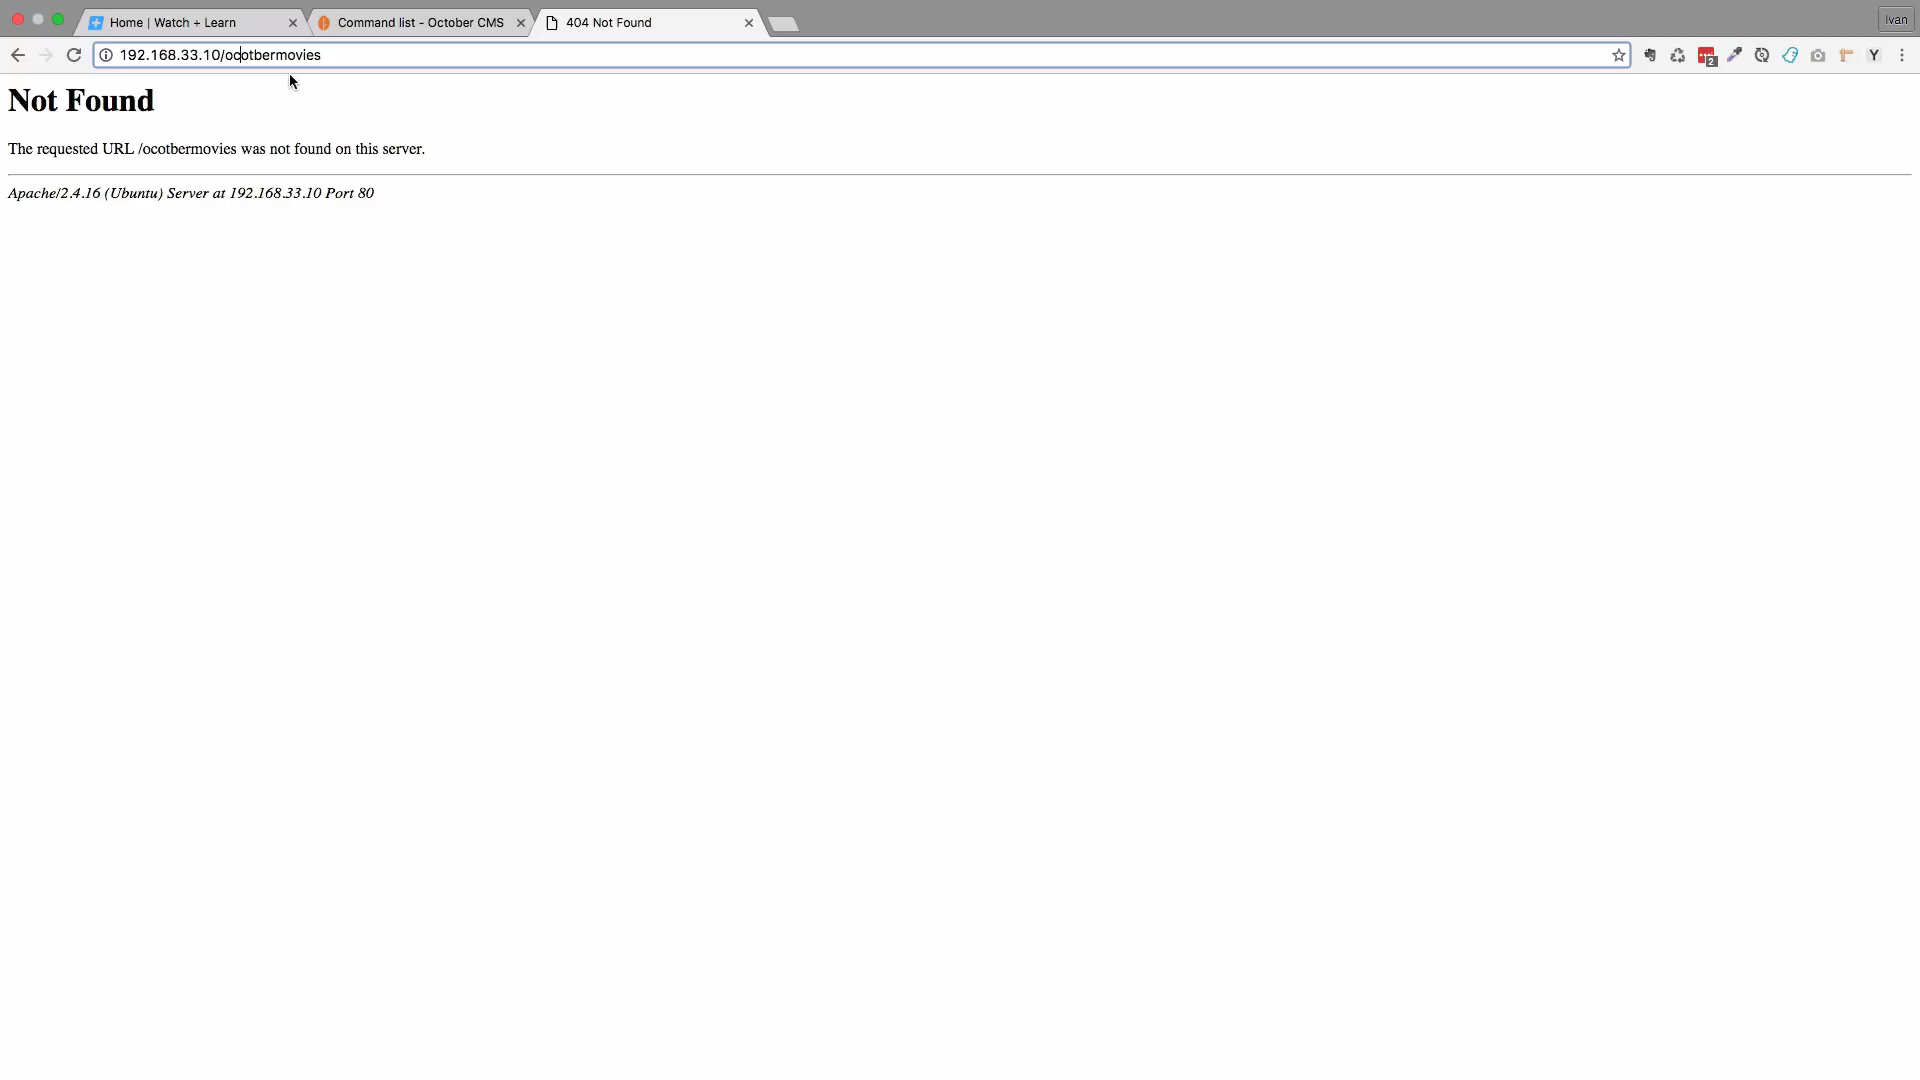 Home | Watch + Learn
Command list - October CMS
404 Not Found
Ivan
192.168.33.10/ocotbermovies
2
Y
Not Found
The requested URL /ocotbermovies was not found on this server.
Apache/2.4.16 (Ubuntu) Server at 192.168.33.10 Port 80